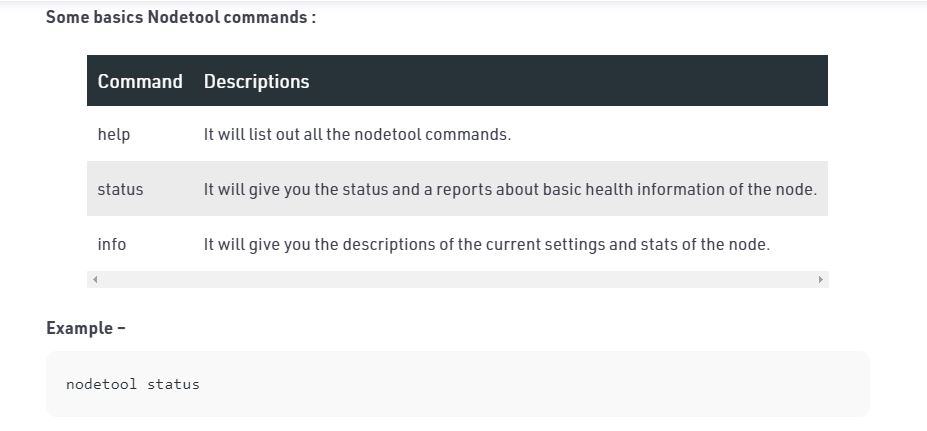 Some basics Nodetool commands :
Command Descriptions
help It will list out all the nodetool commands.
status It will give you the status and a reports about basic health information of the node.
info It will give you the descriptions of the current settings and stats of the node.
Example –
nodetool status